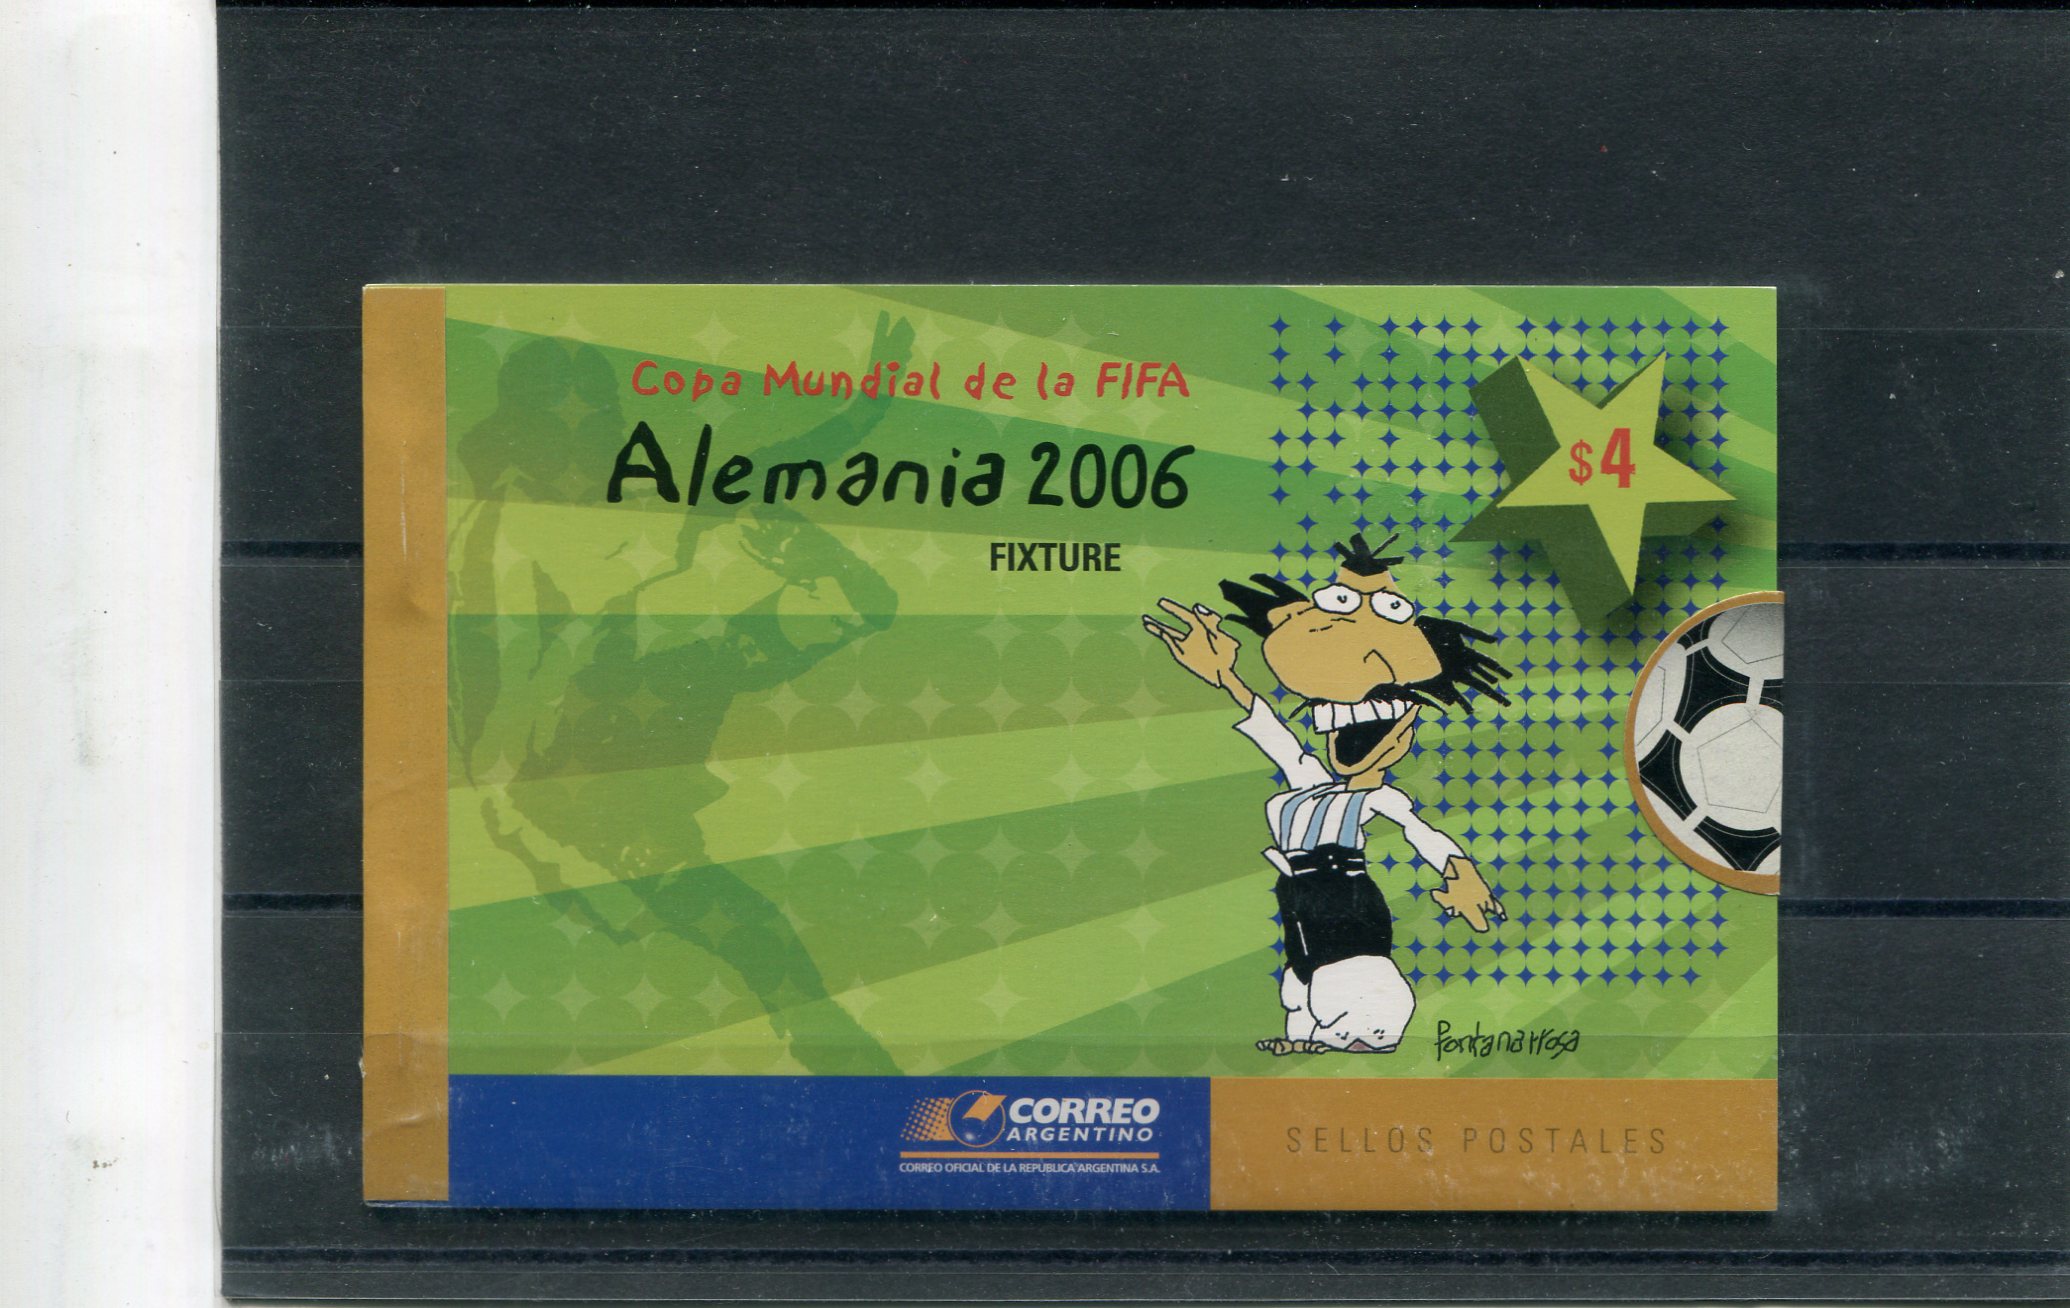 Copa Mundial de la FIFA
Alemania 2006
FIXTURE
$4
Fontanarrosa
CORREO
ARGENTINO
CORREO OFICIAL DE LA REPUBLICA ARGENTINA S.A.
SELLOS POSTALES